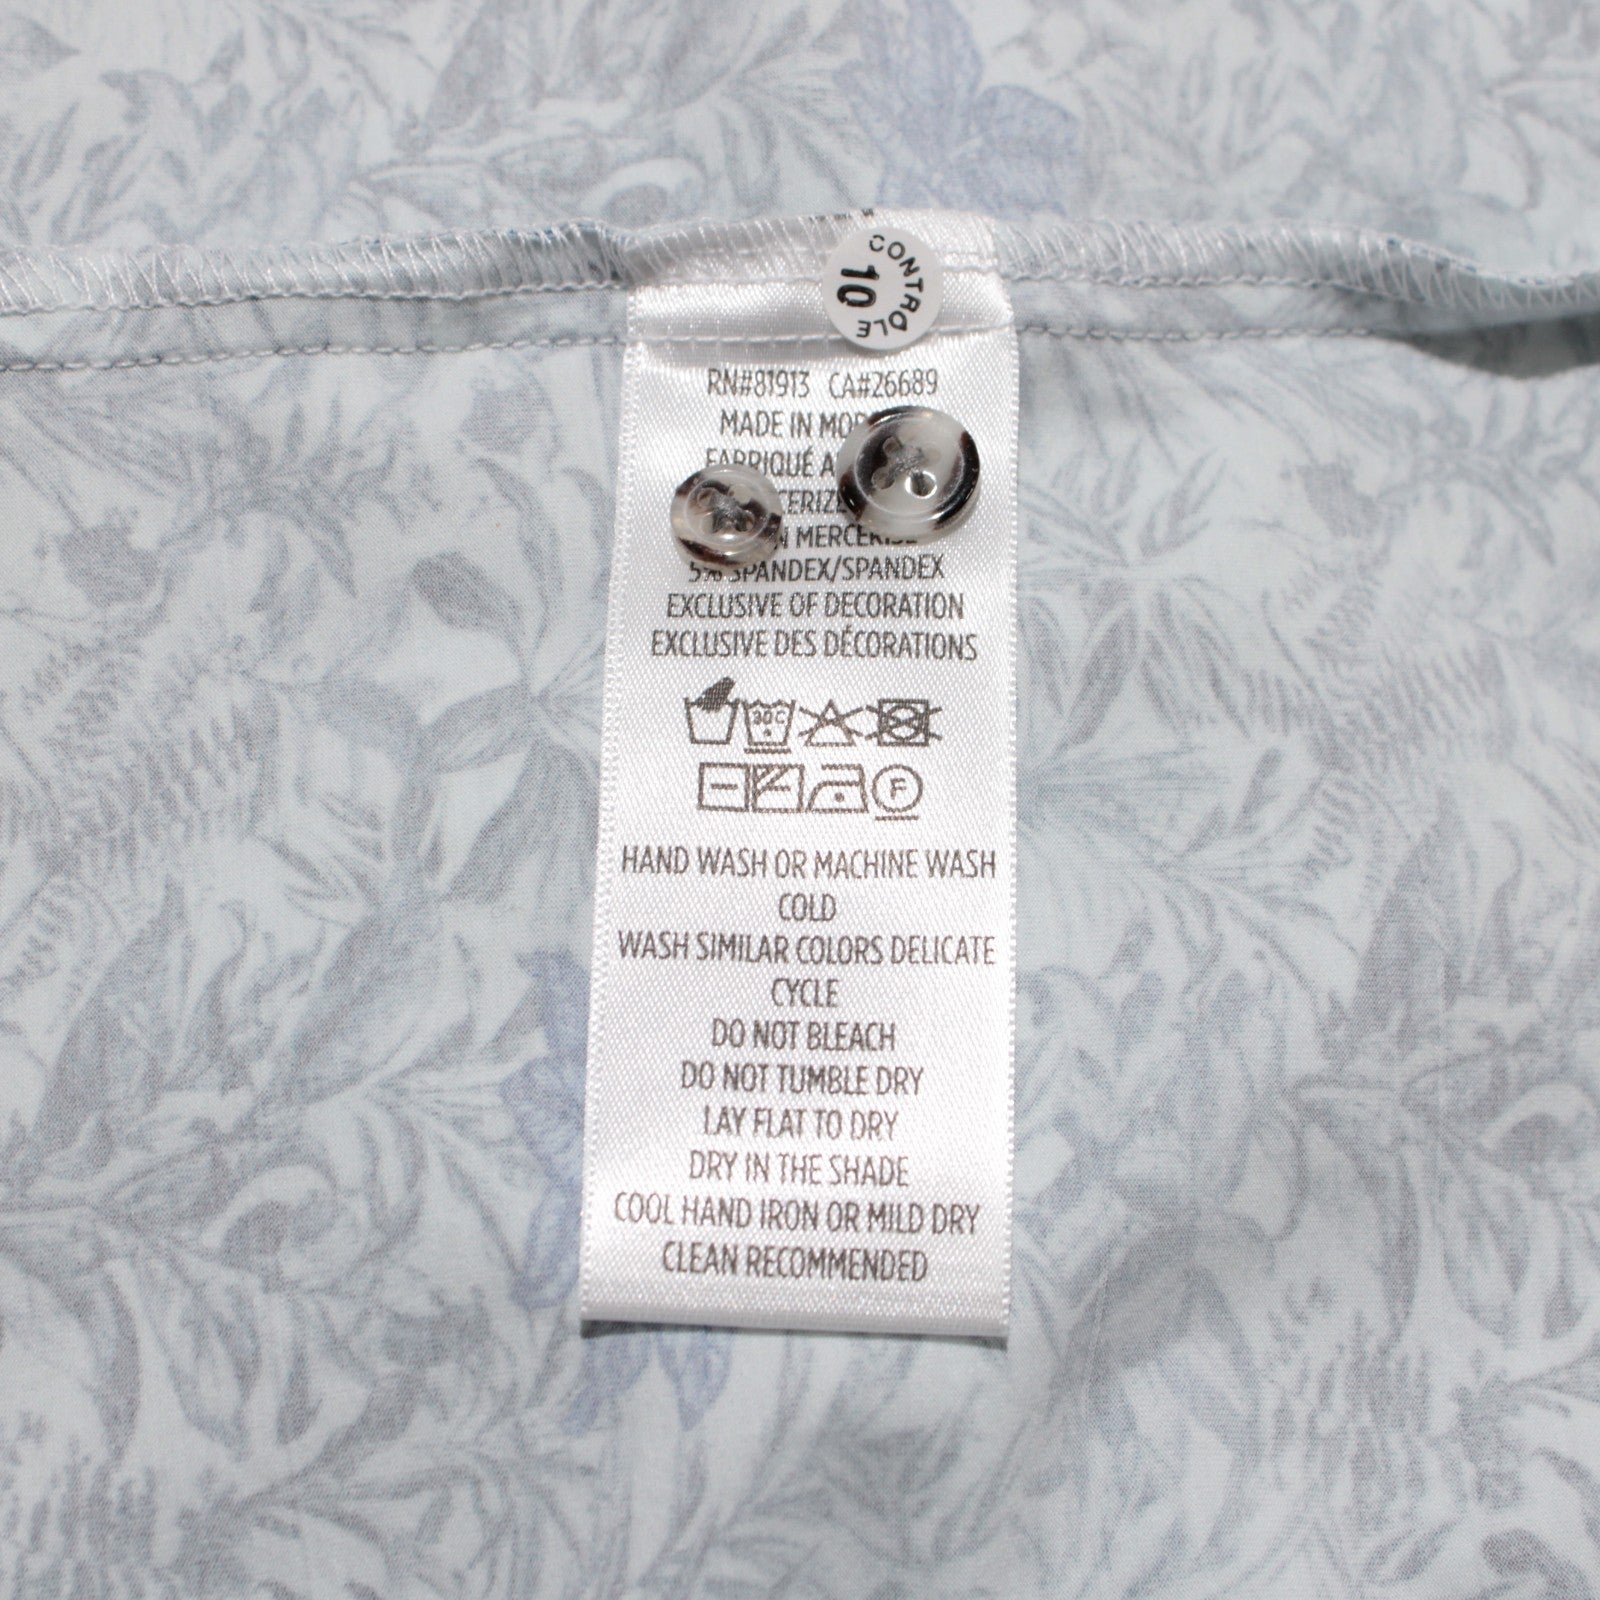 CONTROLE
10
RN#81913 CA#26689
MADE IN
FABRIQUÉ
MERCERISÉ
5% SPANDEX/SPANDEX
EXCLUSIVE OF DECORATION
EXCLUSIVE DES DÉCORATIONS
30C
F
HAND WASH OR MACHINE WASH
COLD
WASH SIMILAR COLORS DELICATE
CYCLE
DO NOT BLEACH
DO NOT TUMBLE DRY
LAY FLAT TO DRY
DRY IN THE SHADE
COOL HAND IRON OR MILD DRY
CLEAN RECOMMENDED